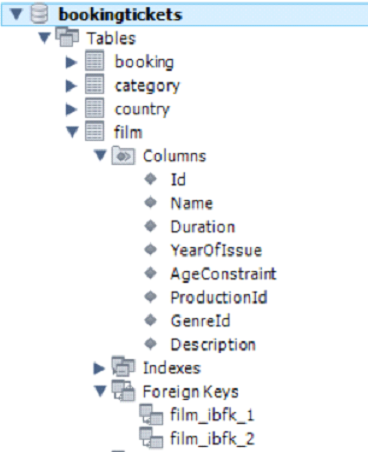 bookingtickets
Tables
booking
category
country
film
Columns
Id
Name
Duration
YearOfIssue
AgeConstraint
ProductionId
GenreId
Description
Indexes
Foreign Keys
film_ibfk_1
film_ibfk_2